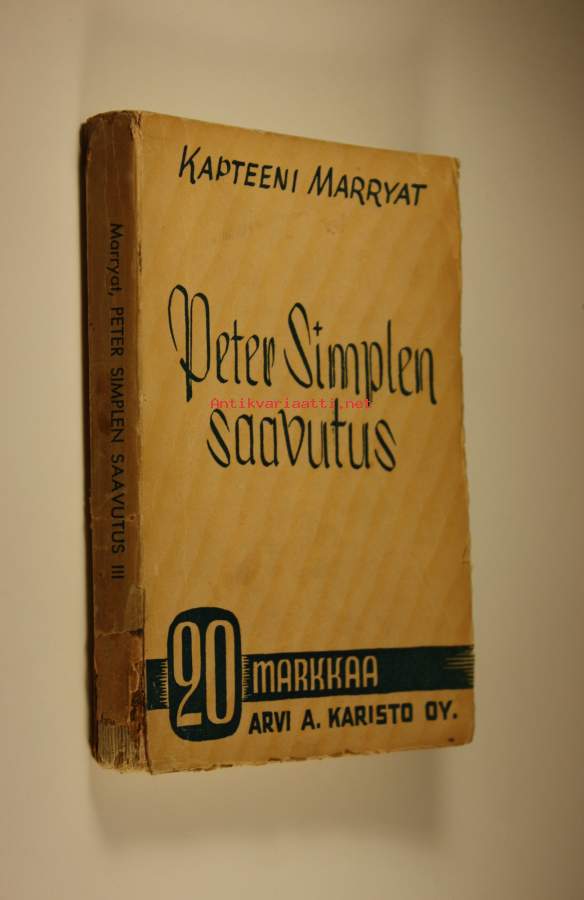 KAPTEENI MARRYAT
Peter Simplen
Antikvariaatti.net
saavutus
20 MARKKAA
ARVI A. KARISTO OY.
Marryat, PETER SIMPLEN SAAVUTUS III